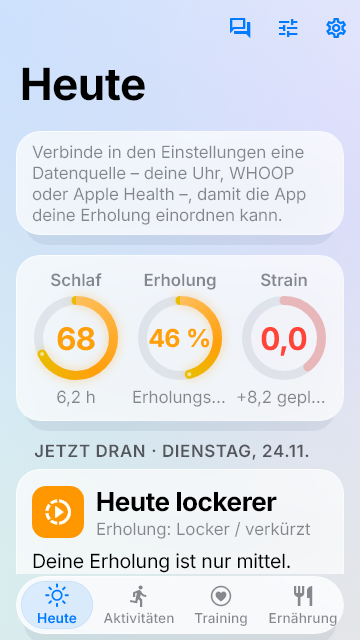 Heute
Verbinde in den Einstellungen eine
Datenquelle – deine Uhr, WHOOP
oder Apple Health –, damit die App
deine Erholung einordnen kann.
Schlaf Erholung Strain
68 46 % 0,0
6,2 h Erholungs... +8,2 gepl...
JETZT DRAN · DIENSTAG, 24.11.
Heute lockerer
Erholung: Locker / verkürzt
Deine Erholung ist nur mittel.
Heute Aktivitäten Training Ernährung